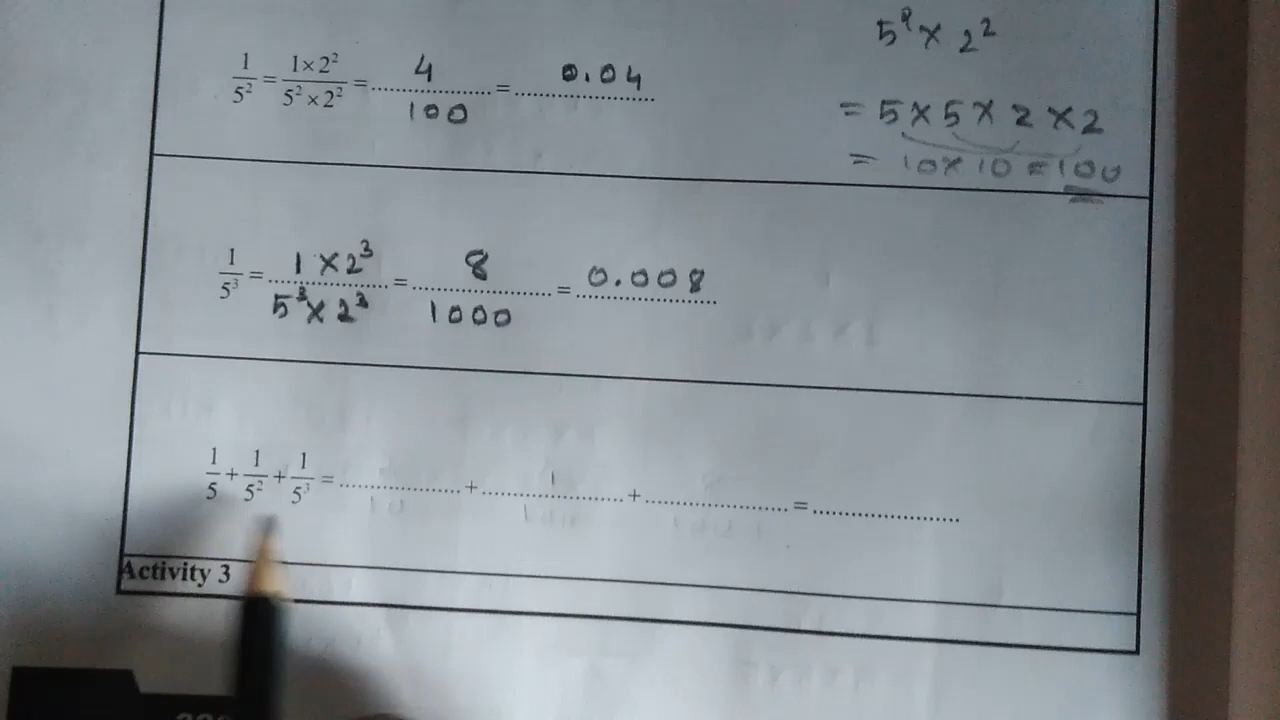 5² × 2²
1/5² = 1×2²/5²×2² = 4/100 = 0.04
= 5 × 5 × 2 × 2
= 10 × 10 = 100
1/5³ = 1 × 2³/5³ × 2³ = 8/1000 = 0.008
1/5 + 1/5² + 1/5³ = .................... + .................... + .................... = ....................
Activity 3